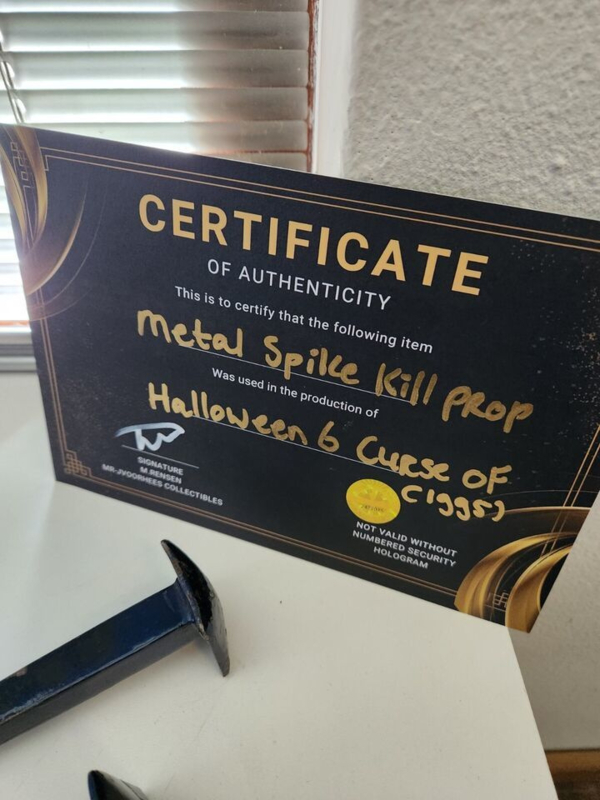 CERTIFICATE
OF AUTHENTICITY
This is to certify that the following item
Metal Spike Kill PROP
Was used in the production of
Halloween 6 Curse OF
(1995)
SIGNATURE
M.RENSEN
MR-JVOORHEES COLLECTIBLES
NOT VALID WITHOUT
NUMBERED SECURITY
HOLOGRAM